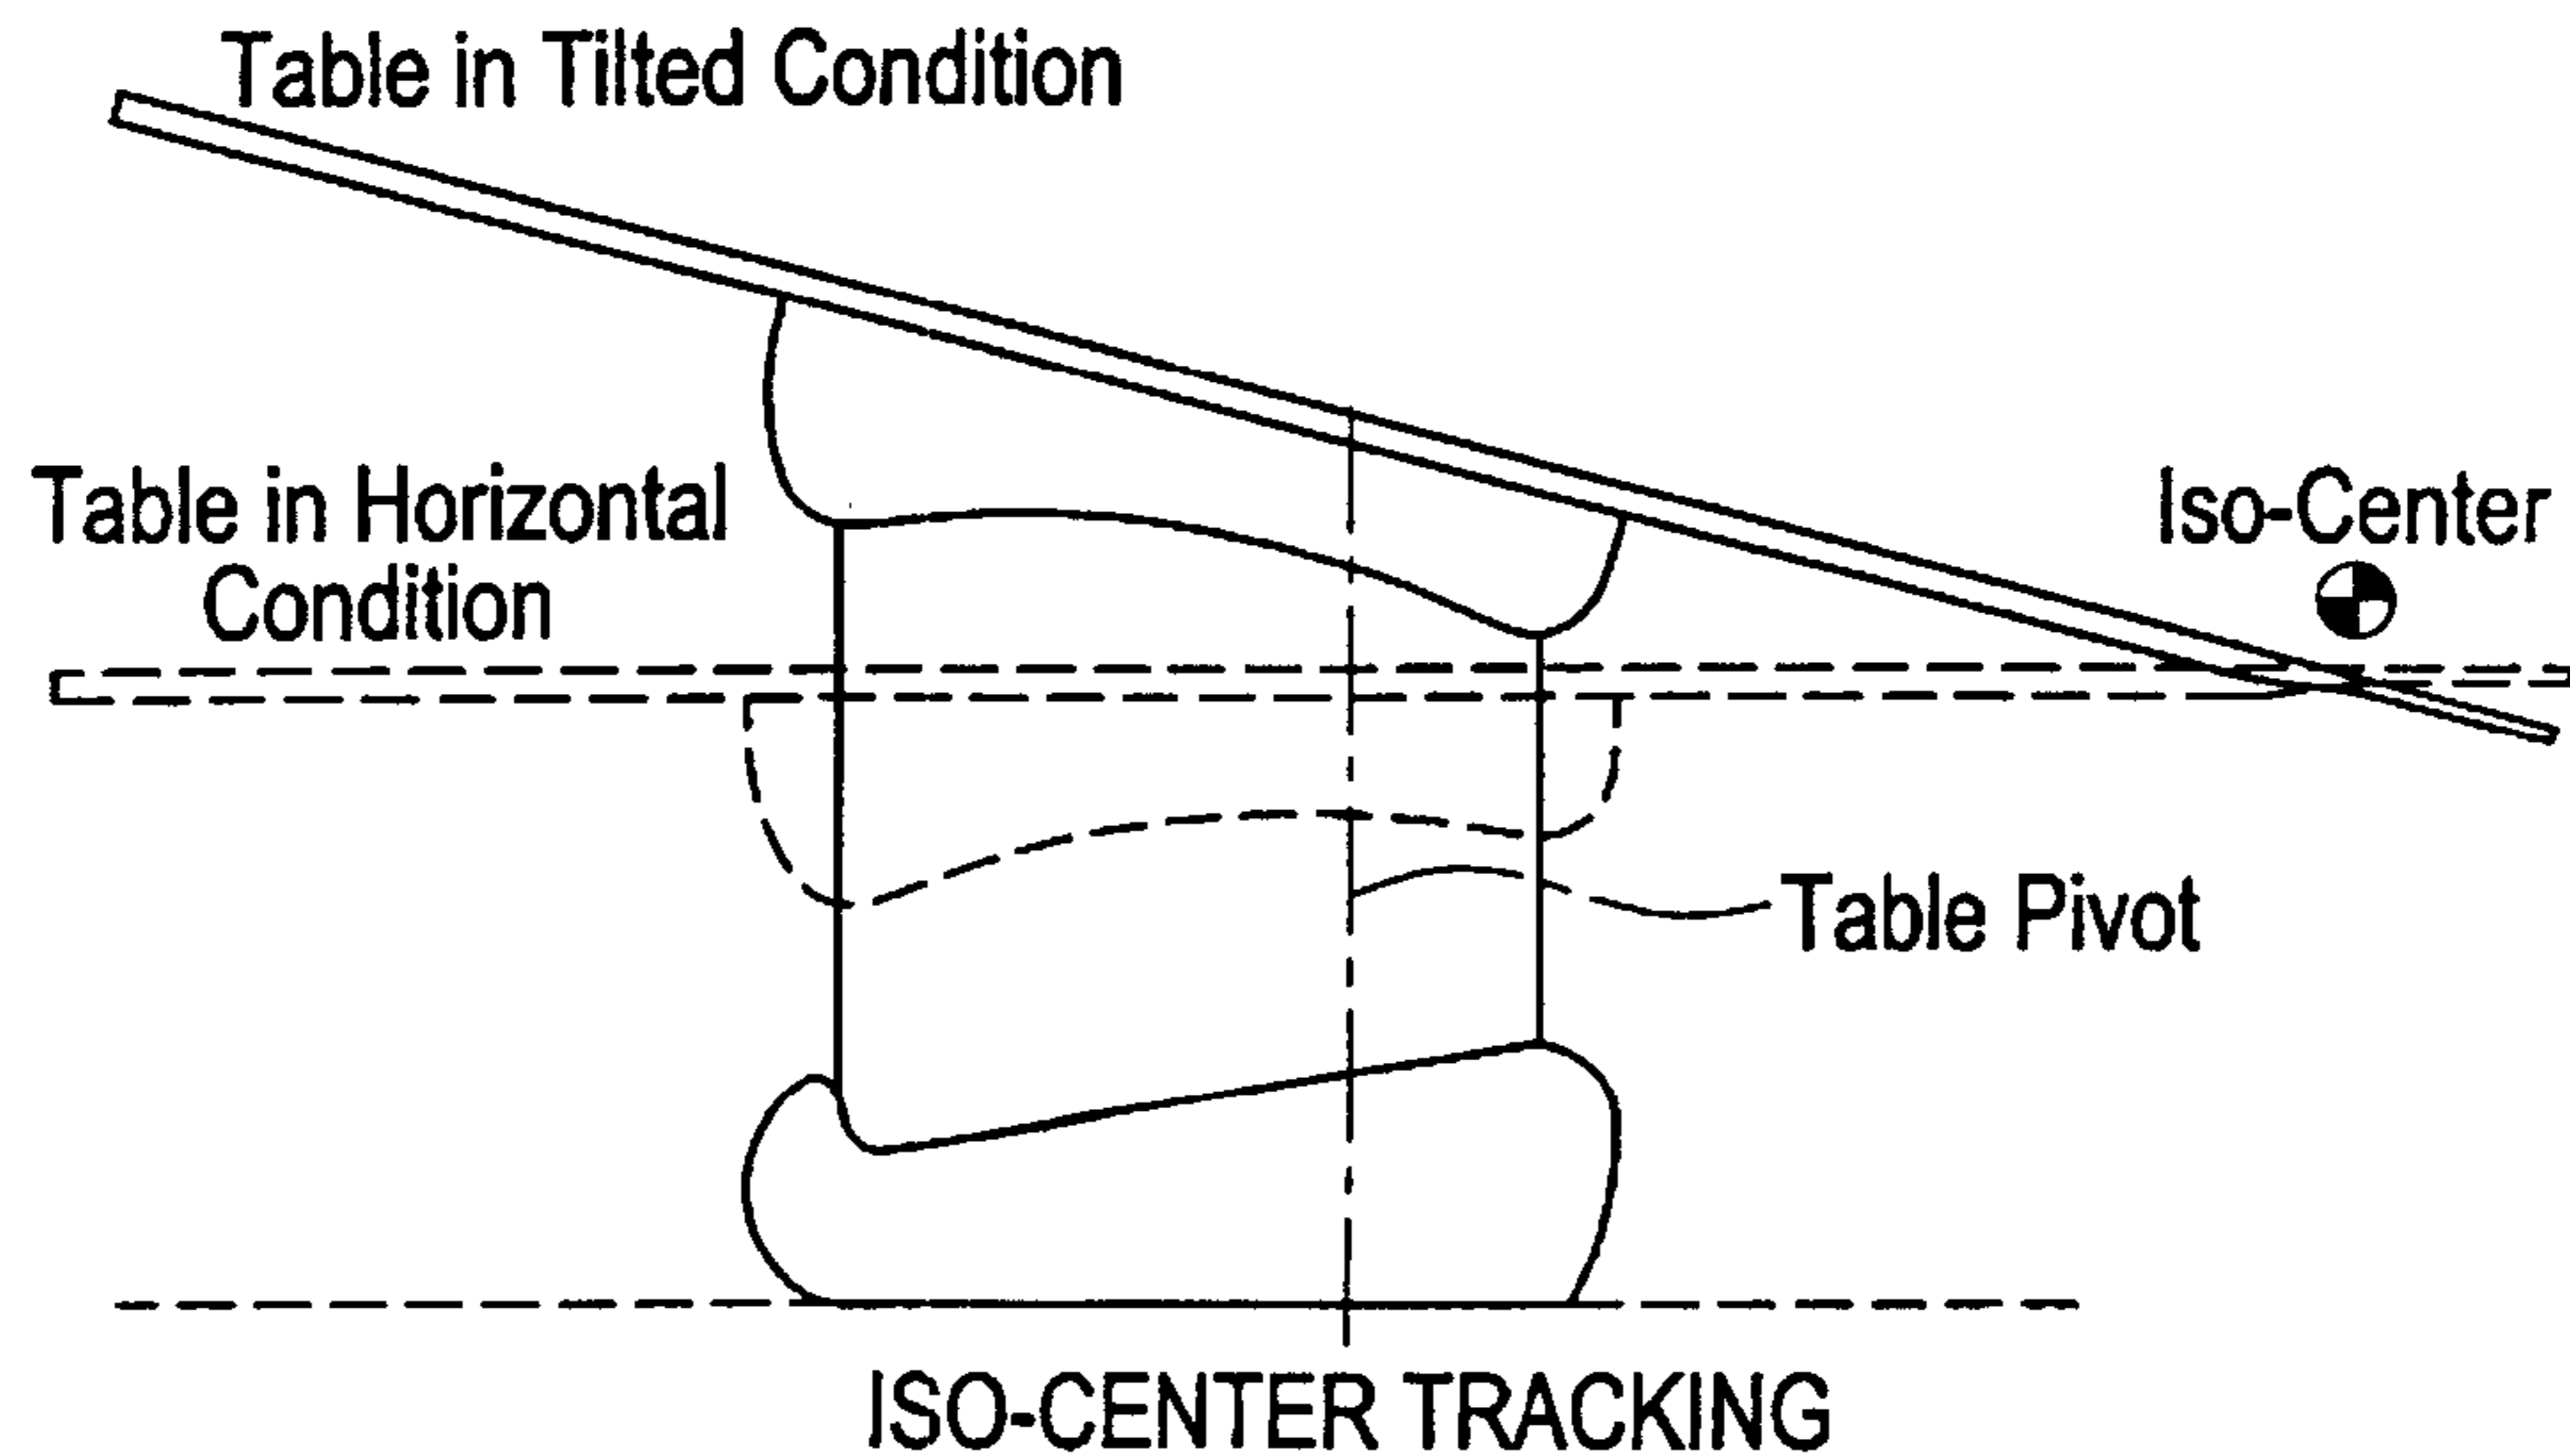 Table in Tilted Condition
Table in Horizontal
Condition
Iso-Center
Table Pivot
ISO-CENTER TRACKING